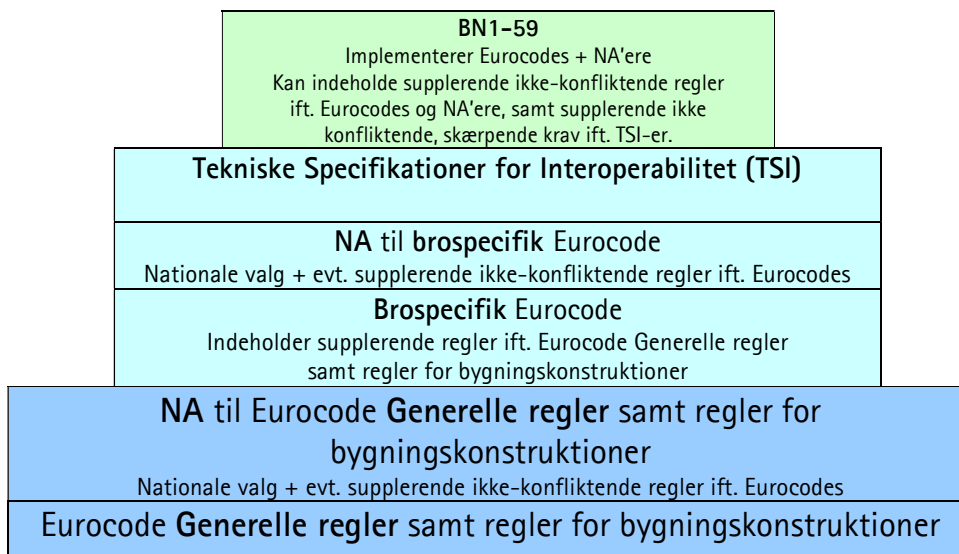 BN1-59
Implementerer Eurocodes + NA'ere
Kan indeholde supplerende ikke-konfliktende regler
ift. Eurocodes og NA'ere, samt supplerende ikke
konfliktende, skærpende krav ift. TSI-er.
Tekniske Specifikationer for Interoperabilitet (TSI)
NA til brospecifik Eurocode
Nationale valg + evt. supplerende ikke-konfliktende regler ift. Eurocodes
Brospecifik Eurocode
Indeholder supplerende regler ift. Eurocode Generelle regler
samt regler for bygningskonstruktioner
NA til Eurocode Generelle regler samt regler for
bygningskonstruktioner
Nationale valg + evt. supplerende ikke-konfliktende regler ift. Eurocodes
Eurocode Generelle regler samt regler for bygningskonstruktioner